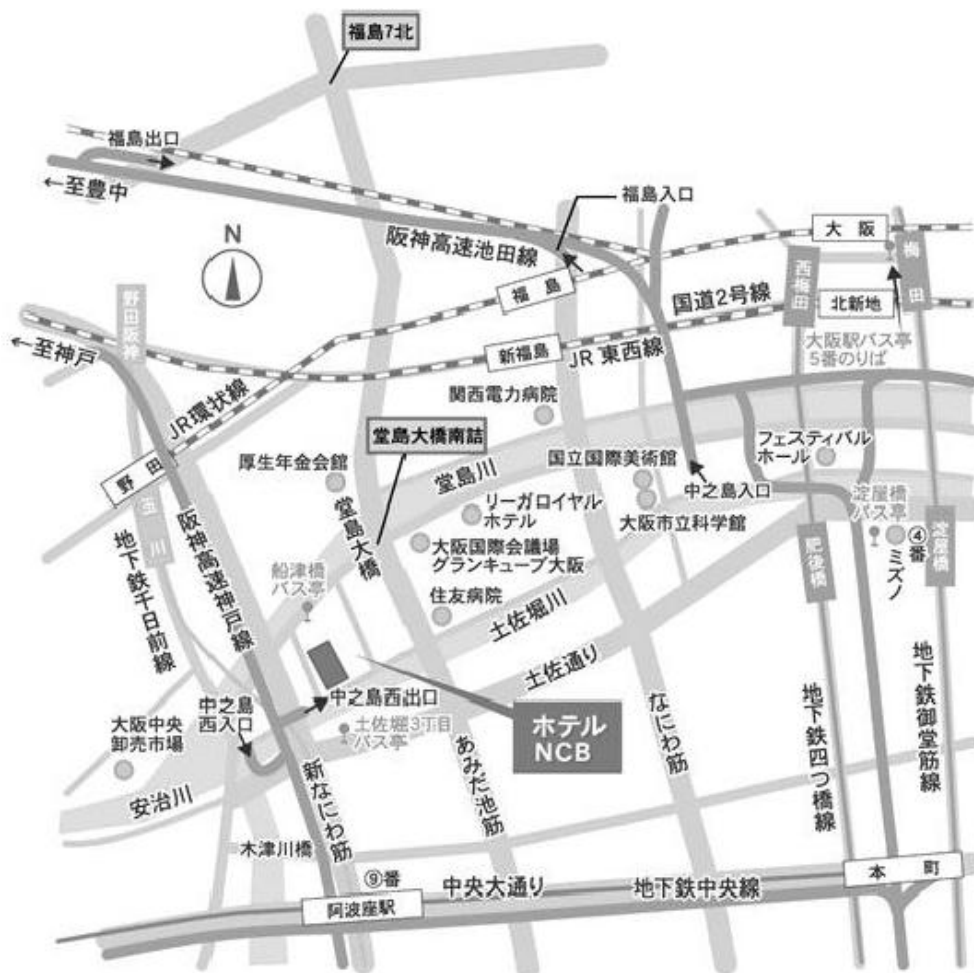 福島7北
福島出口
←至豊中
福島入口
阪神高速池田線
大阪
梅田
西梅田
N
福島
国道2号線
北新地
野田阪神
←至神戸
新福島
JR 東西線
大阪駅バス亭
5番のりば
JR環状線
関西電力病院
堂島大橋南詰
野田
厚生年金会館
堂島川
国立国際美術館
フェスティバル
ホール
中之島入口
リーガロイヤル
ホテル
大阪市立科学館
淀屋橋
バス亭
④番
ミズノ
淀屋橋
肥後橋
堂島大橋
大阪国際会議場
グランキューブ大阪
玉川
地下鉄千日前線
阪神高速神戸線
船津橋
バス亭
住友病院
土佐堀川
土佐通り
中之島西出口
中之島
西入口
大阪中央
卸売市場
土佐堀3丁目
バス亭
ホテル
NCB
なにわ筋
地下鉄四つ橋線
地下鉄御堂筋線
安治川
新なにわ筋
あみだ池筋
木津川橋
⑨番
中央大通り
地下鉄中央線
本町
阿波座駅